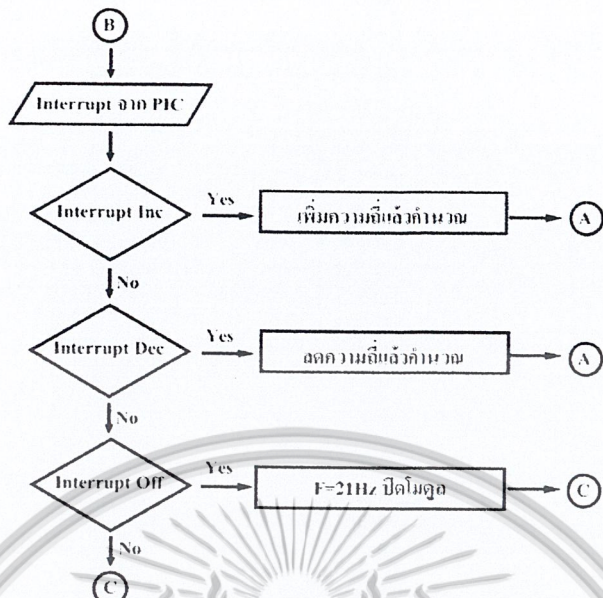 B
Interrupt จาก PIC
Interrupt Inc
Yes
เพิ่มความถี่แล้วคำนวณ
A
No
Interrupt Dec
Yes
ลดความถี่แล้วคำนวณ
A
No
Interrupt Off
Yes
F=21Hz ปิดโมดูล
C
No
C